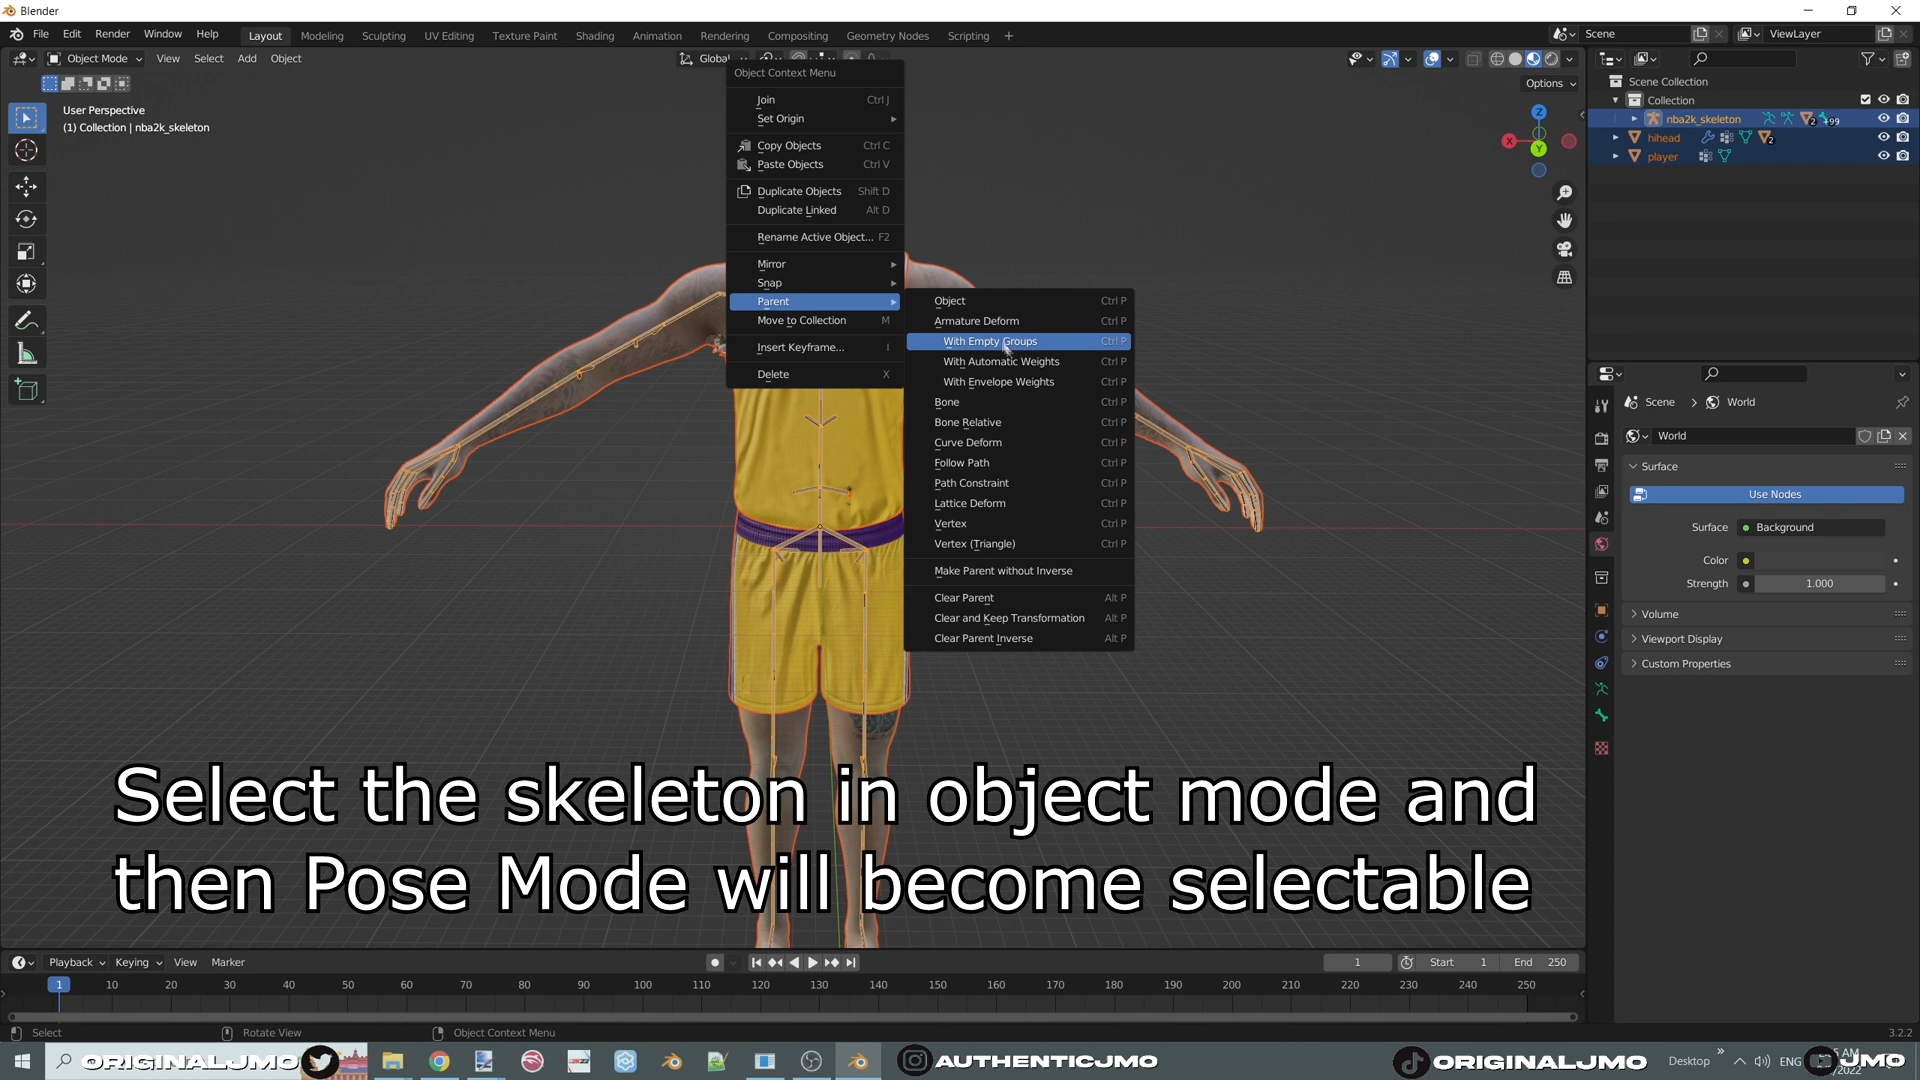 Blender
File Edit Render Window Help
Layout Modeling Sculpting UV Editing Texture Paint Shading Animation Rendering Compositing Geometry Nodes Scripting +
Scene ViewLayer
Object Mode View Select Add Object
Options
User Perspective
(1) Collection | nba2k_skeleton
Object Context Menu
Join Ctrl J
Set Origin
Copy Objects Ctrl C
Paste Objects Ctrl V
Duplicate Objects Shift D
Duplicate Linked Alt D
Rename Active Object... F2
Mirror
Snap
Parent
Move to Collection M
Insert Keyframe... I
Delete X
Object Ctrl P
Armature Deform Ctrl P
With Empty Groups Ctrl P
With Automatic Weights Ctrl P
With Envelope Weights Ctrl P
Bone Ctrl P
Bone Relative Ctrl P
Curve Deform Ctrl P
Follow Path Ctrl P
Path Constraint Ctrl P
Lattice Deform Ctrl P
Vertex Ctrl P
Vertex (Triangle) Ctrl P
Make Parent without Inverse
Clear Parent Alt P
Clear and Keep Transformation Alt P
Clear Parent Inverse Alt P
Z
X
Y
Scene Collection
Collection
nba2k_skeleton 2 +99
hihead 2
player
Scene > World
World
Surface
Use Nodes
Surface Background
Color
Strength 1.000
Volume
Viewport Display
Custom Properties
Select the skeleton in object mode and
then Pose Mode will become selectable
Playback Keying View Marker
1 Start 1 End 250
1 10 20 30 40 50 60 70 80 90 100 110 120 130 140 150 160 170 180 190 200 210 220 230 240 250
Select Rotate View Object Context Menu
3.2.2
ORIGINALJMO AUTHENTICJMO ORIGINALJMO Desktop ENG JMO